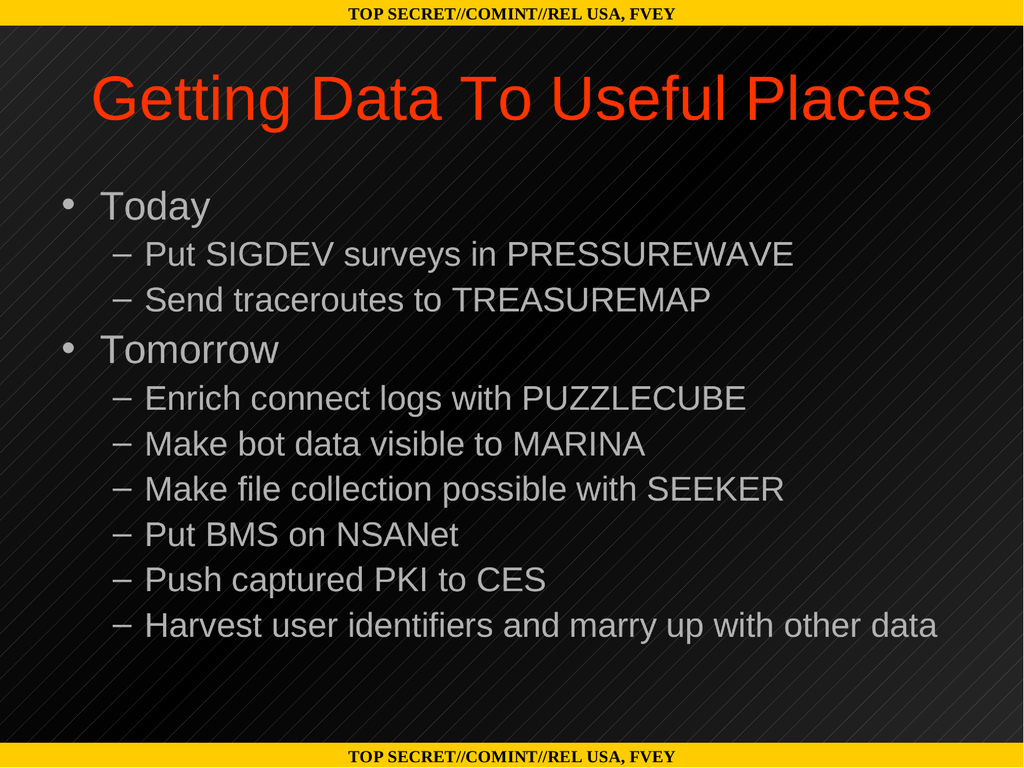 TOP SECRET//COMINT//REL USA, FVEY
Getting Data To Useful Places
• Today
– Put SIGDEV surveys in PRESSUREWAVE
– Send traceroutes to TREASUREMAP
• Tomorrow
– Enrich connect logs with PUZZLECUBE
– Make bot data visible to MARINA
– Make file collection possible with SEEKER
– Put BMS on NSANet
– Push captured PKI to CES
– Harvest user identifiers and marry up with other data
TOP SECRET//COMINT//REL USA, FVEY